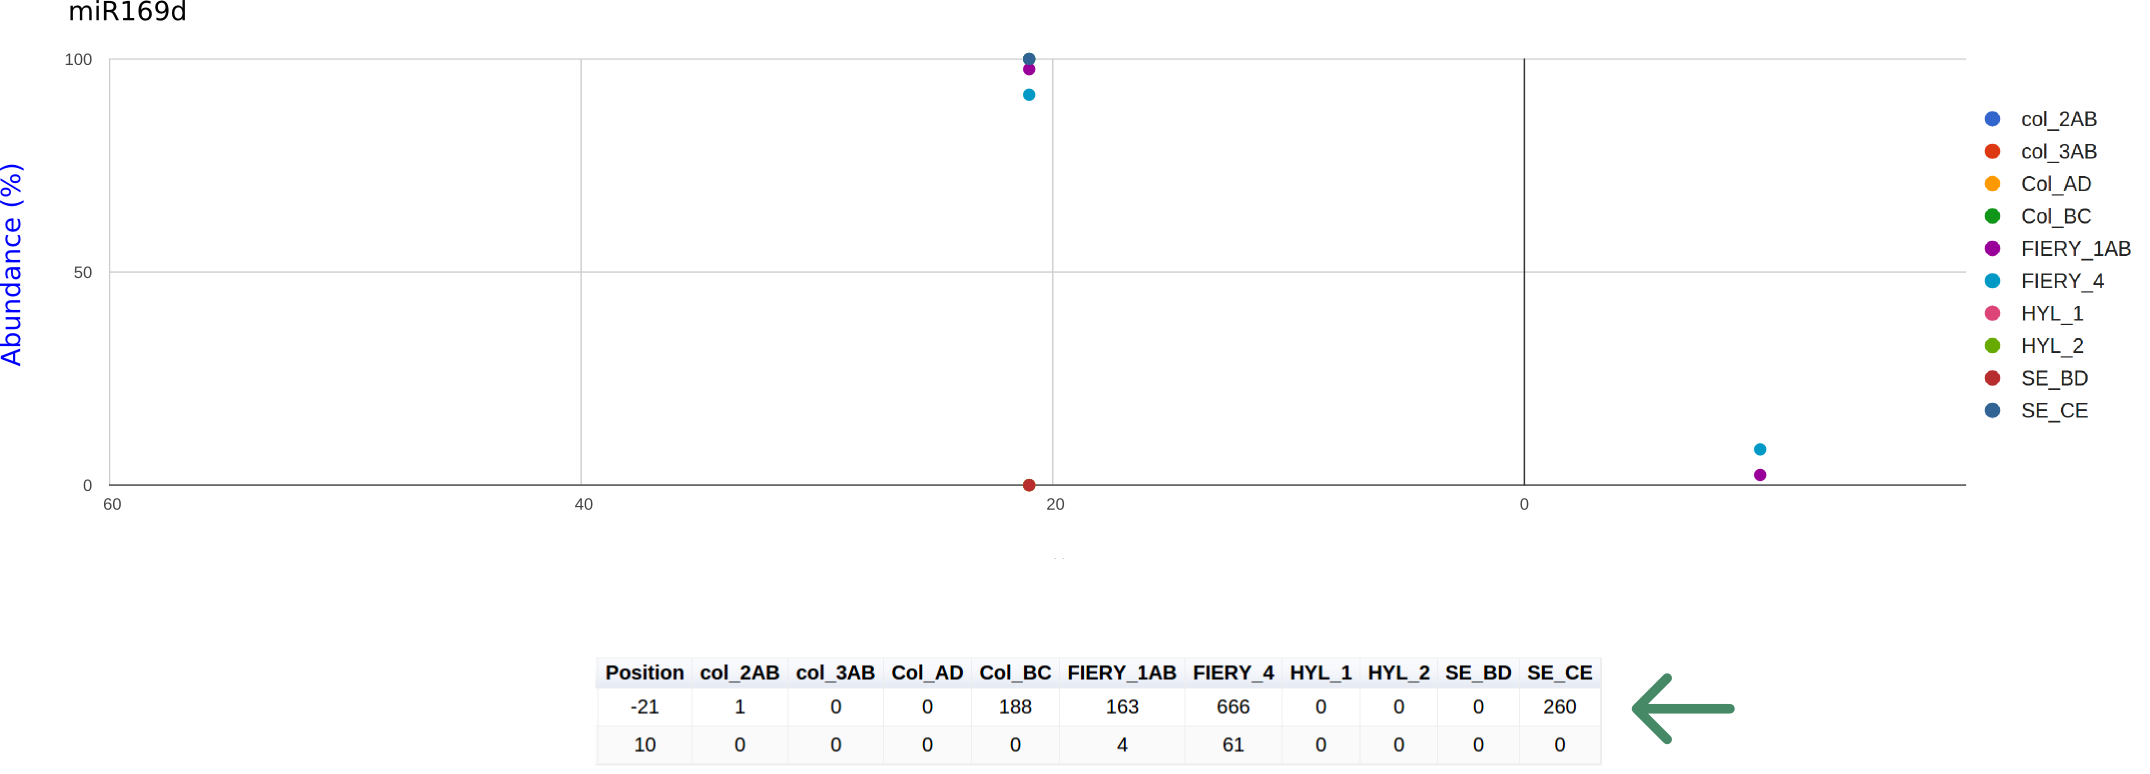 miR169d
Abundance (%)
100
50
0
60 40 20 0
col_2AB
col_3AB
Col_AD
Col_BC
FIERY_1AB
FIERY_4
HYL_1
HYL_2
SE_BD
SE_CE
Position col_2AB col_3AB Col_AD Col_BC FIERY_1AB FIERY_4 HYL_1 HYL_2 SE_BD SE_CE
-21 1 0 0 188 163 666 0 0 0 260
10 0 0 0 0 4 61 0 0 0 0